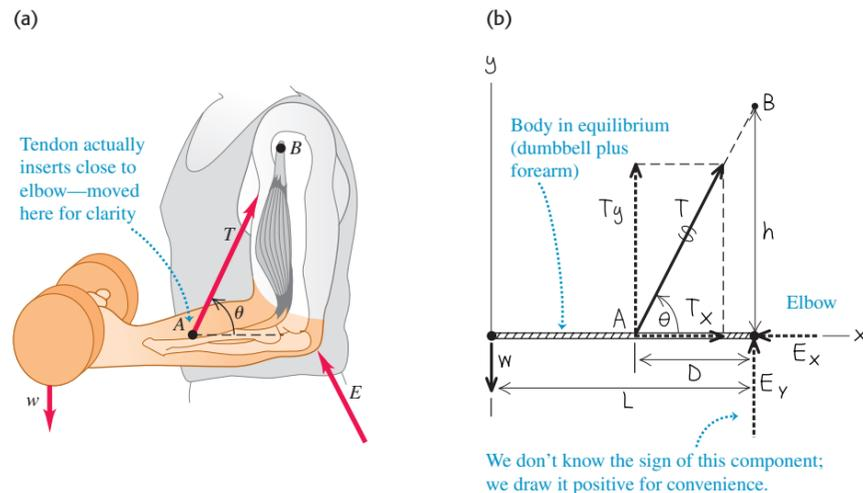 (a)
Tendon actually
inserts close to
elbow—moved
here for clarity
B
T
θ
A
w
E
(b)
y
B
Body in equilibrium
(dumbbell plus
forearm)
Ty
T
h
A
θ
Tx
Elbow
x
w
D
Ex
L
Ey
We don't know the sign of this component;
we draw it positive for convenience.